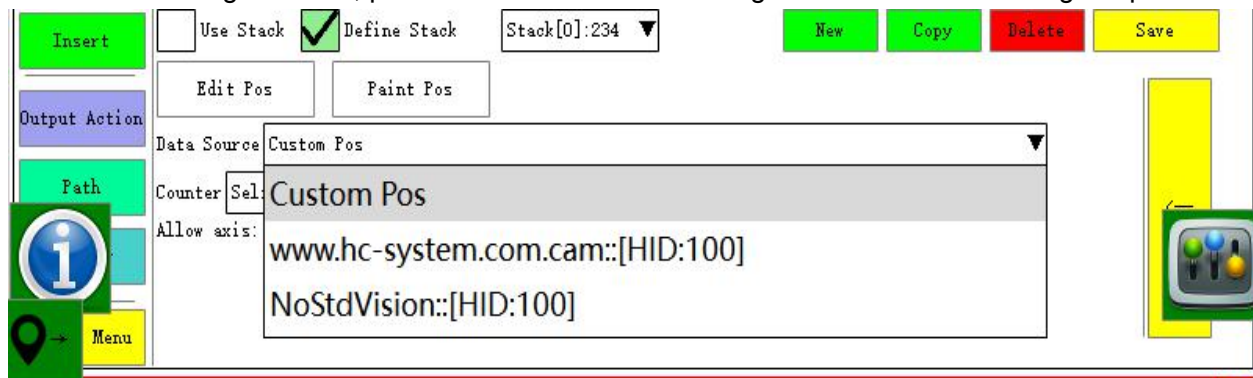 Insert
Use Stack
Define Stack
Stack[0]:234
New
Copy
Delete
Save
Edit Pos
Paint Pos
Output Action
Data Source
Custom Pos
Path
Counter
Sel
Custom Pos
Allow axis:
www.hc-system.com.cam::[HID:100]
NoStdVision::[HID:100]
Menu